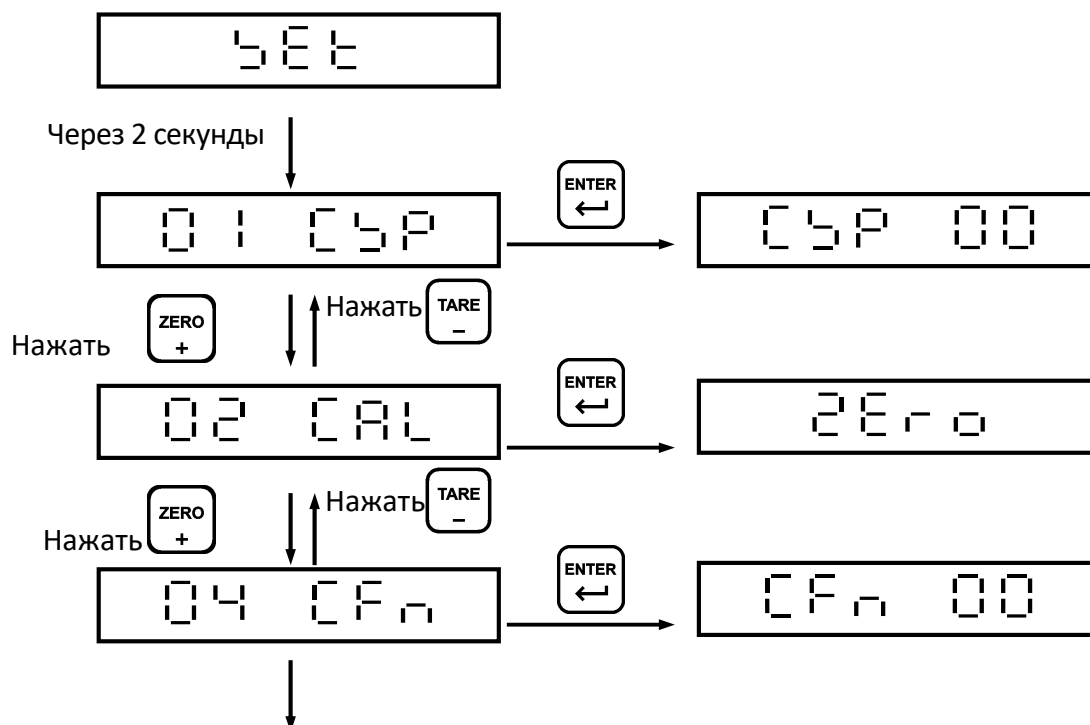 SEt
Через 2 секунды
ENTER
01 CSP
CSP 00
Нажать
ZERO
+
Нажать
TARE
–
ENTER
02 CAL
ZEro
Нажать
ZERO
+
Нажать
TARE
–
ENTER
04 CFn
CFn 00